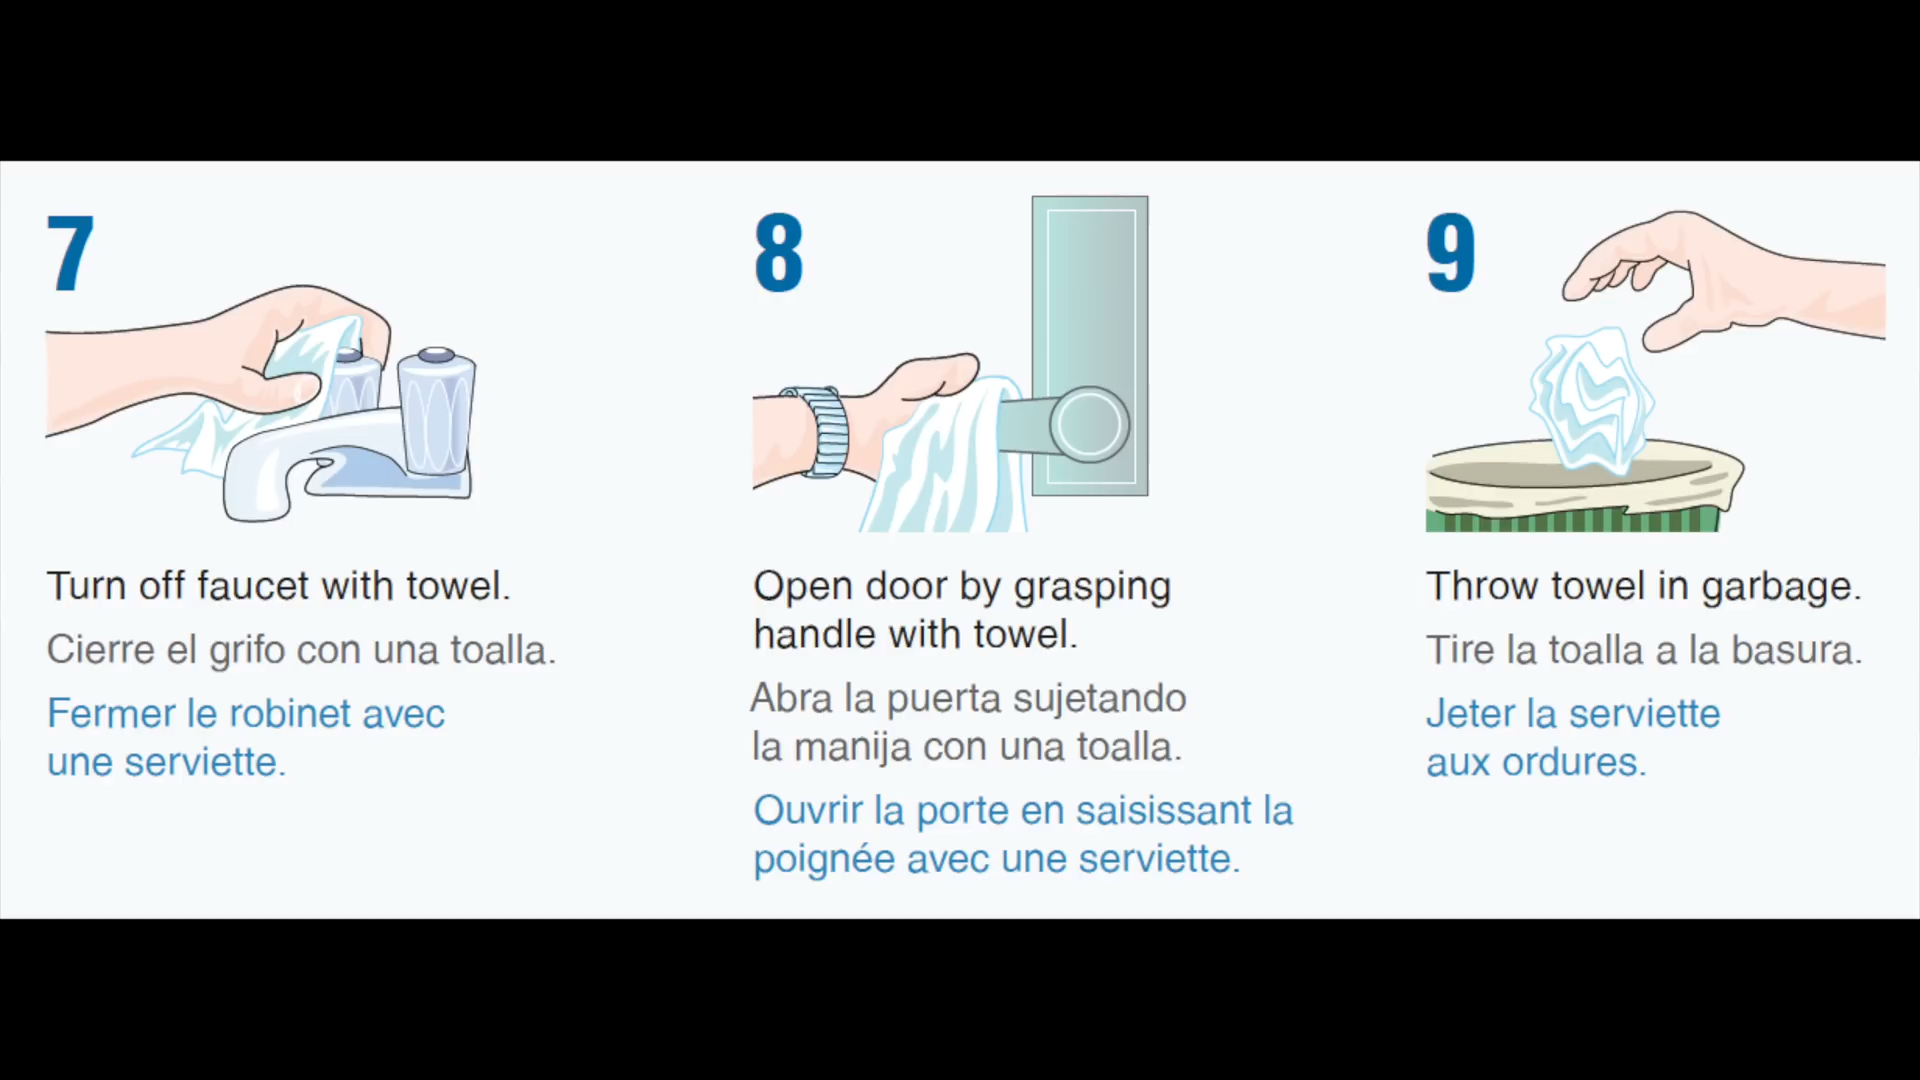 7
Turn off faucet with towel.
Cierre el grifo con una toalla.
Fermer le robinet avec
une serviette.
8
Open door by grasping
handle with towel.
Abra la puerta sujetando
la manija con una toalla.
Ouvrir la porte en saisissant la
poignée avec une serviette.
9
Throw towel in garbage.
Tire la toalla a la basura.
Jeter la serviette
aux ordures.